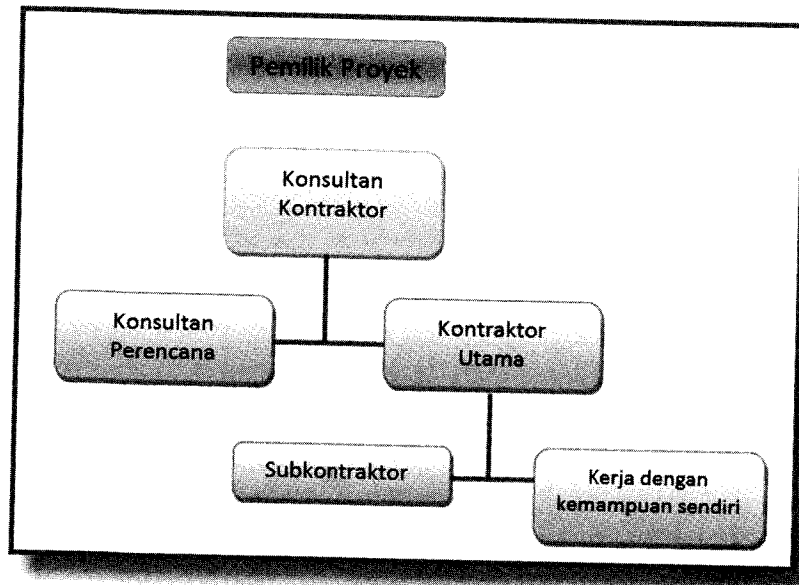 Pemilik Proyek
Konsultan
Kontraktor
Konsultan
Perencana
Kontraktor
Utama
Subkontraktor
Kerja dengan
kemampuan sendiri